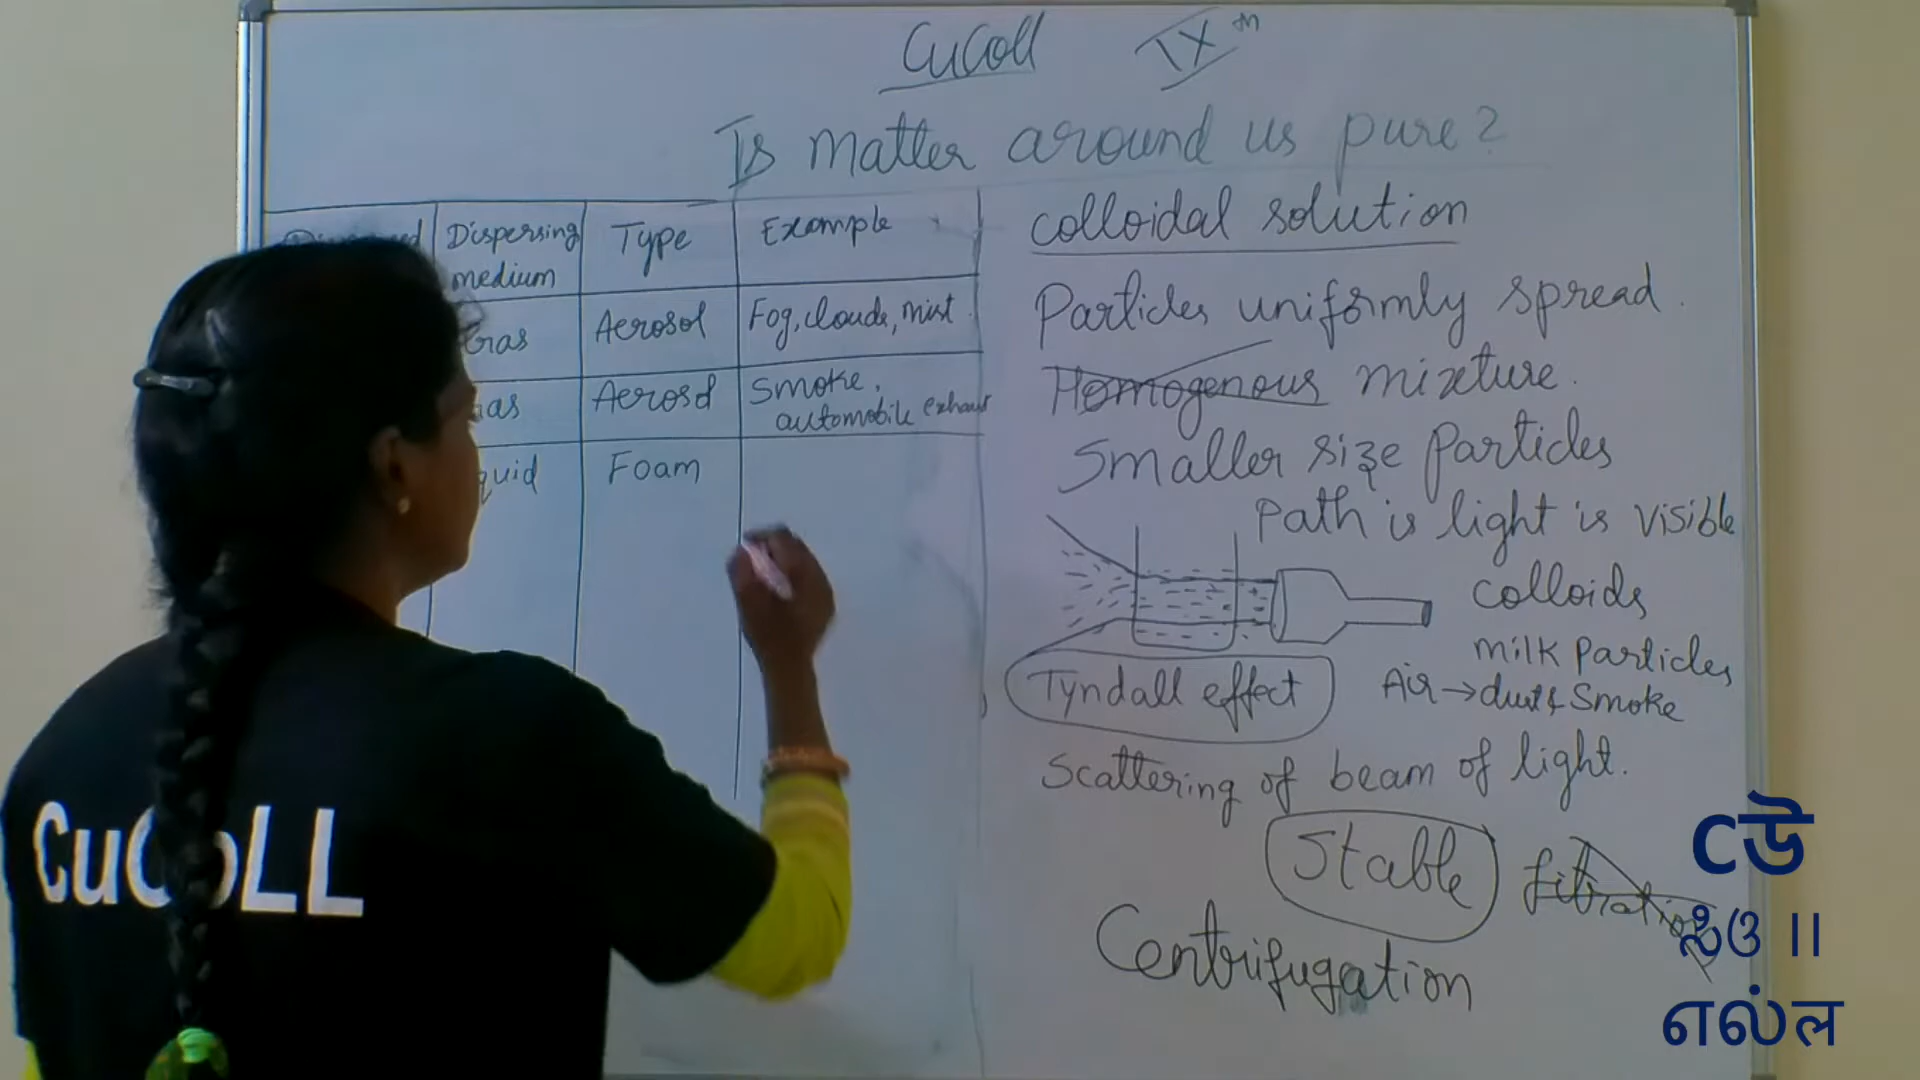 CuColl IX th
Is matter around us pure?
Dispersing medium Type Example
Gas Aerosol Fog, clouds, mist
Aerosol Smoke, automobile exhaust
Foam
colloidal solution
Particles uniformly spread.
Homogenous mixture.
Smaller size Particles
Path is light is visible
colloids
milk Particles
Air → dust & Smoke
Tyndall effect
Scattering of beam of light.
Stable
filtration
Centrifugation
CuCoLL
Cউ
எல்ல